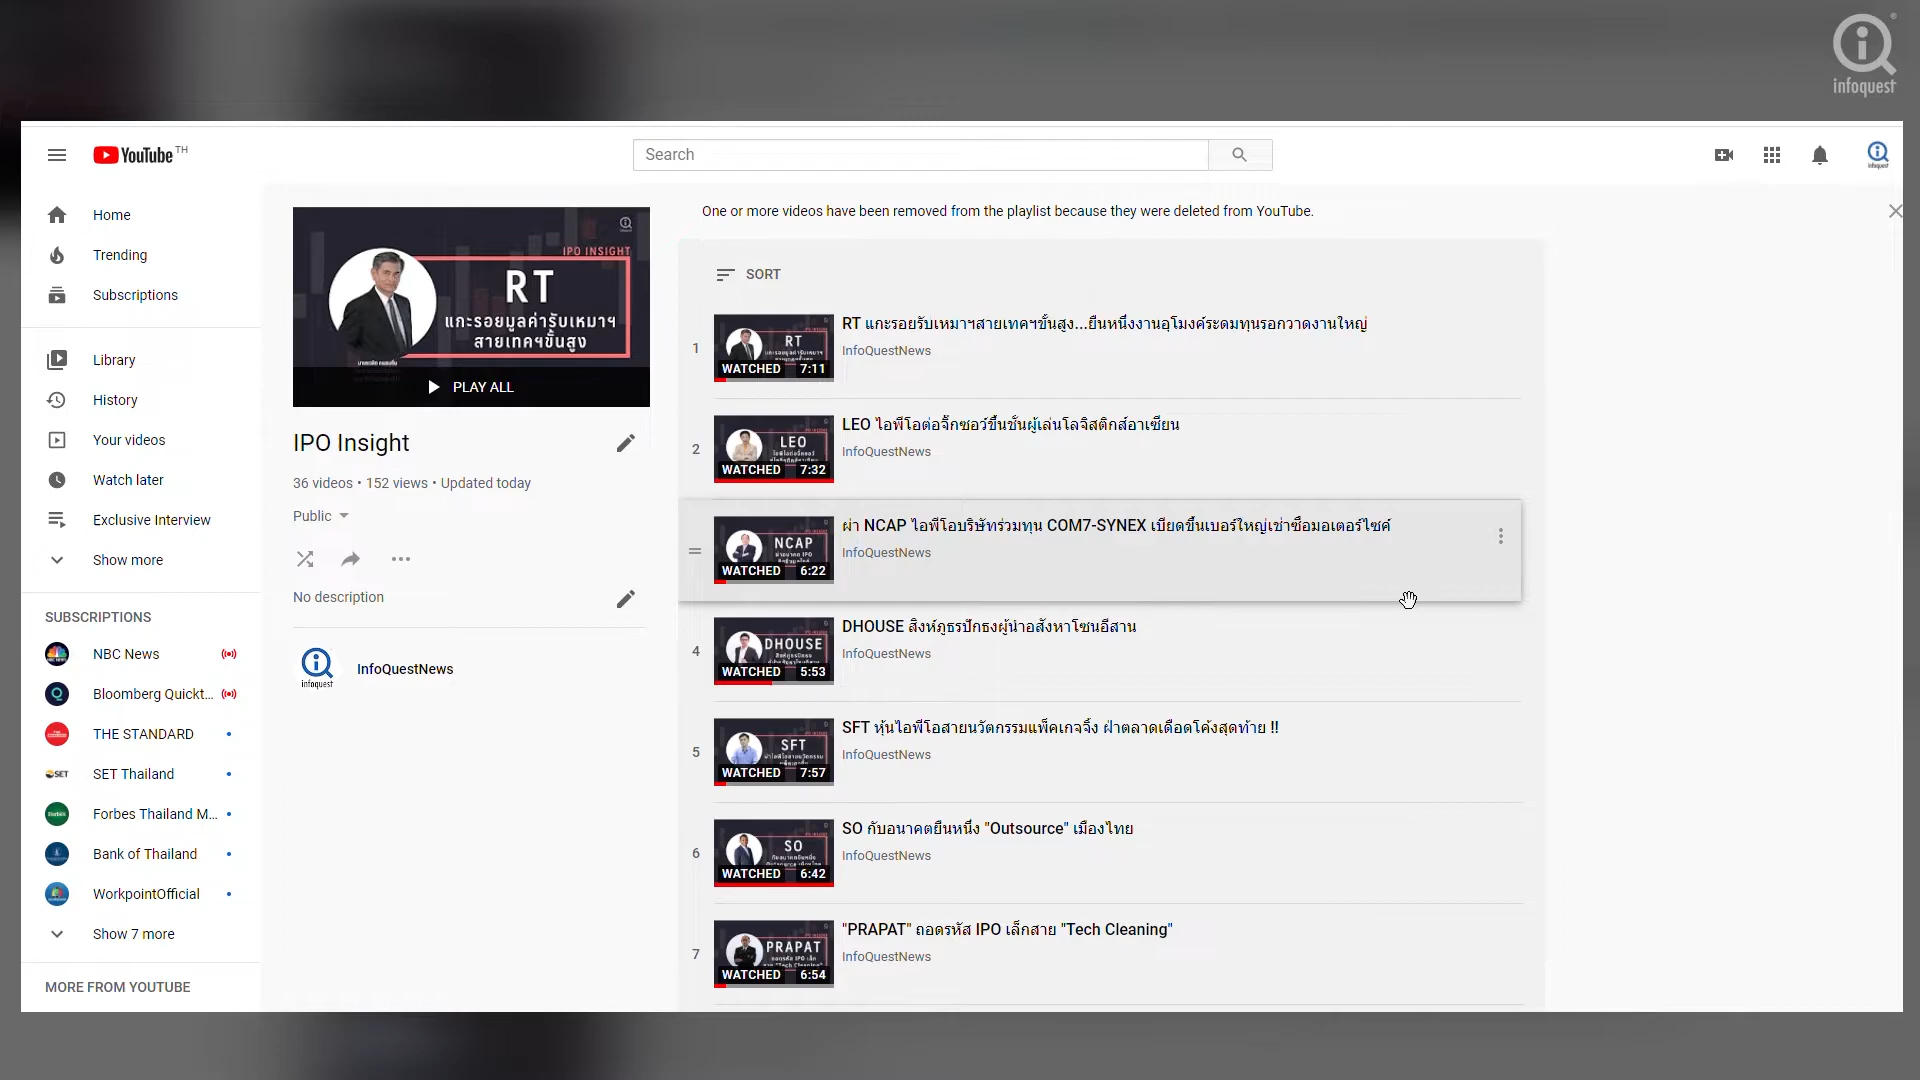 infoquest
YouTube TH
Search
infoquest
Home
Trending
Subscriptions
Library
History
Your videos
Watch later
Exclusive Interview
Show more
SUBSCRIPTIONS
NBC News
Bloomberg Quickt...
THE STANDARD
SET Thailand
Forbes Thailand M...
Bank of Thailand
WorkpointOfficial
Show 7 more
MORE FROM YOUTUBE
IPO INSIGHT
RT
แกะรอยมูลค่ารับเหมาฯ
สายเทคฯขั้นสูง
PLAY ALL
IPO Insight
36 videos • 152 views • Updated today
Public
No description
infoquest
InfoQuestNews
One or more videos have been removed from the playlist because they were deleted from YouTube.
SORT
1
RT
WATCHED 7:11
RT แกะรอยรับเหมาฯสายเทคฯขั้นสูง...ยืนหนึ่งงานอุโมงค์ระดมทุนรอกวาดงานใหญ่
InfoQuestNews
2
LEO
WATCHED 7:32
LEO ไอพีโอต่อจิ๊กซอว์ขึ้นชั้นผู้เล่นโลจิสติกส์อาเซียน
InfoQuestNews
NCAP
WATCHED 6:22
ผ่า NCAP ไอพีโอบริษัทร่วมทุน COM7-SYNEX เบียดขึ้นเบอร์ใหญ่เช่าซื้อมอเตอร์ไซค์
InfoQuestNews
4
DHOUSE
WATCHED 5:53
DHOUSE สิงห์ภูธรปักธงผู้นำอสังหาโซนอีสาน
InfoQuestNews
5
SFT
WATCHED 7:57
SFT หุ้นไอพีโอสายนวัตกรรมแพ็คเกจจิ้ง ฝ่าตลาดเดือดโค้งสุดท้าย !!
InfoQuestNews
6
SO
WATCHED 6:42
SO กับอนาคตยืนหนึ่ง "Outsource" เมืองไทย
InfoQuestNews
7
PRAPAT
WATCHED 6:54
"PRAPAT" ถอดรหัส IPO เล็กสาย "Tech Cleaning"
InfoQuestNews